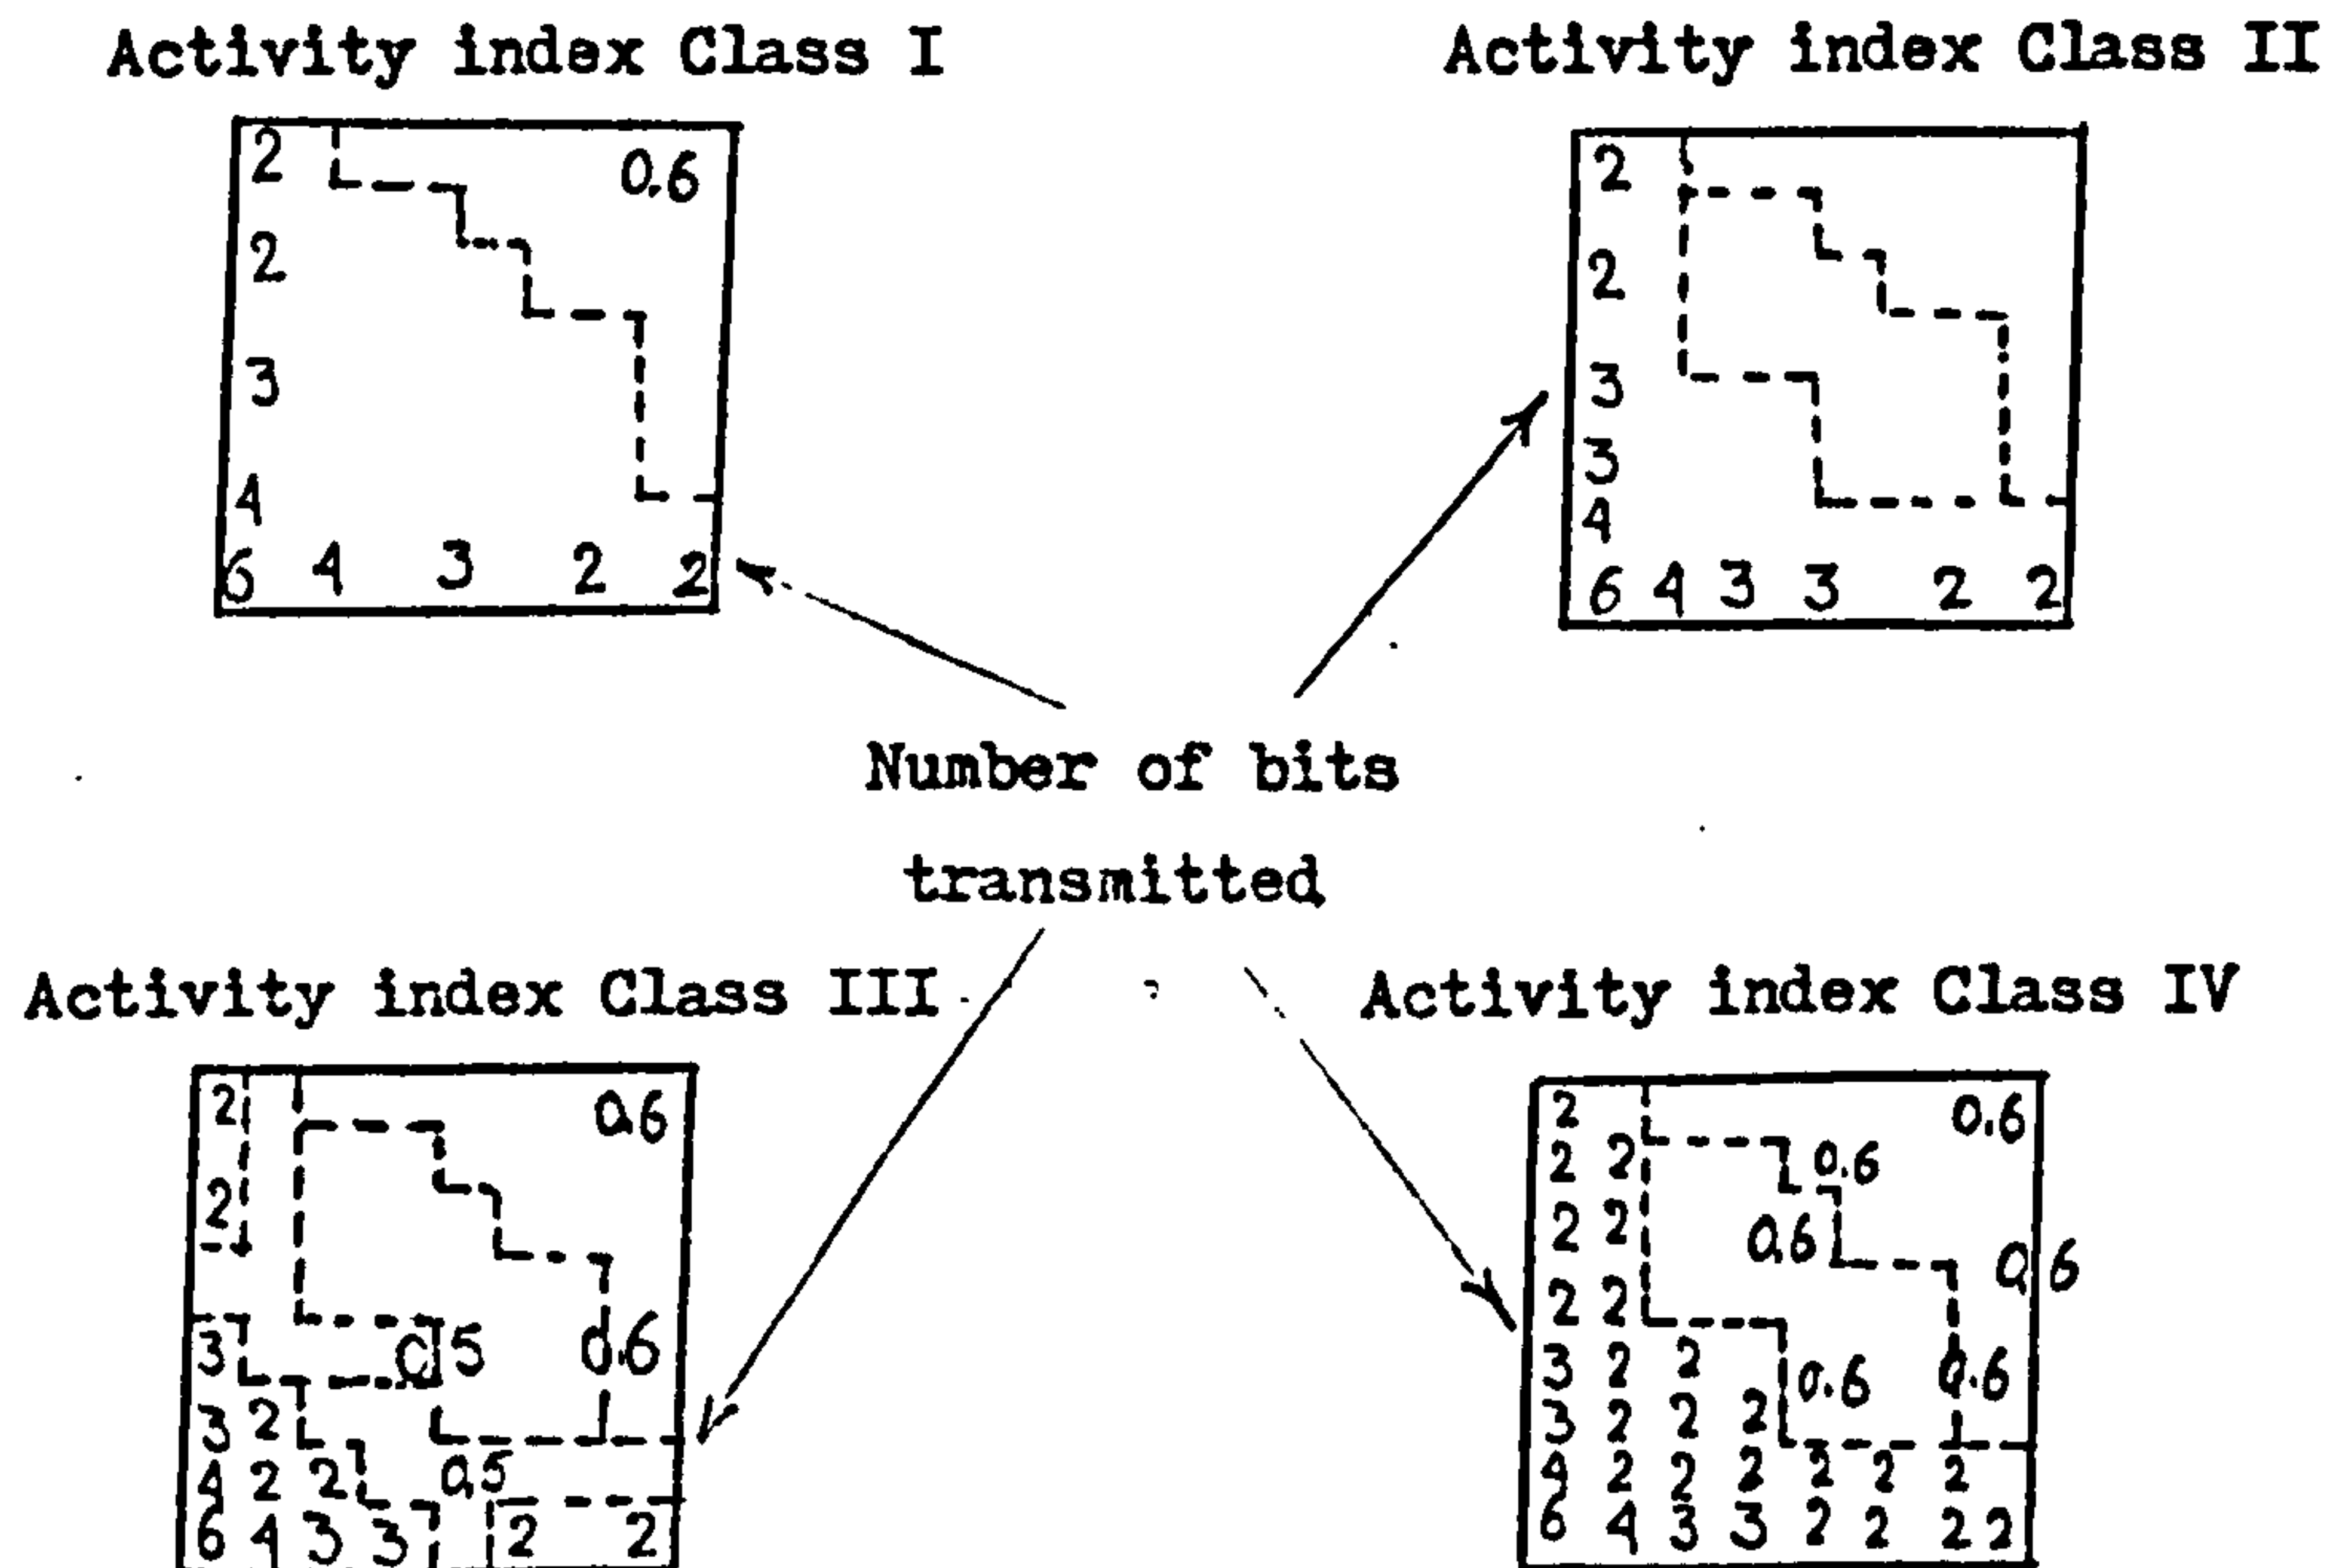 Activity index Class I
2 0.6
2
3
4
6 4 3 2 2
Activity index Class II
2
2
3
3
4
6 4 3 3 2 2
Number of bits
transmitted
Activity index Class III
2 0.6
2
3 0.5 0.6
3 2
4 2 2 0.5
6 4 3 3 2 2
Activity index Class IV
2 0.6
2 2 0.6
2 2 0.6 0.6
2 2
3 2 2 0.6 0.6
3 2 2 2
4 2 2 2 2 2 2
6 4 3 3 2 2 2 2